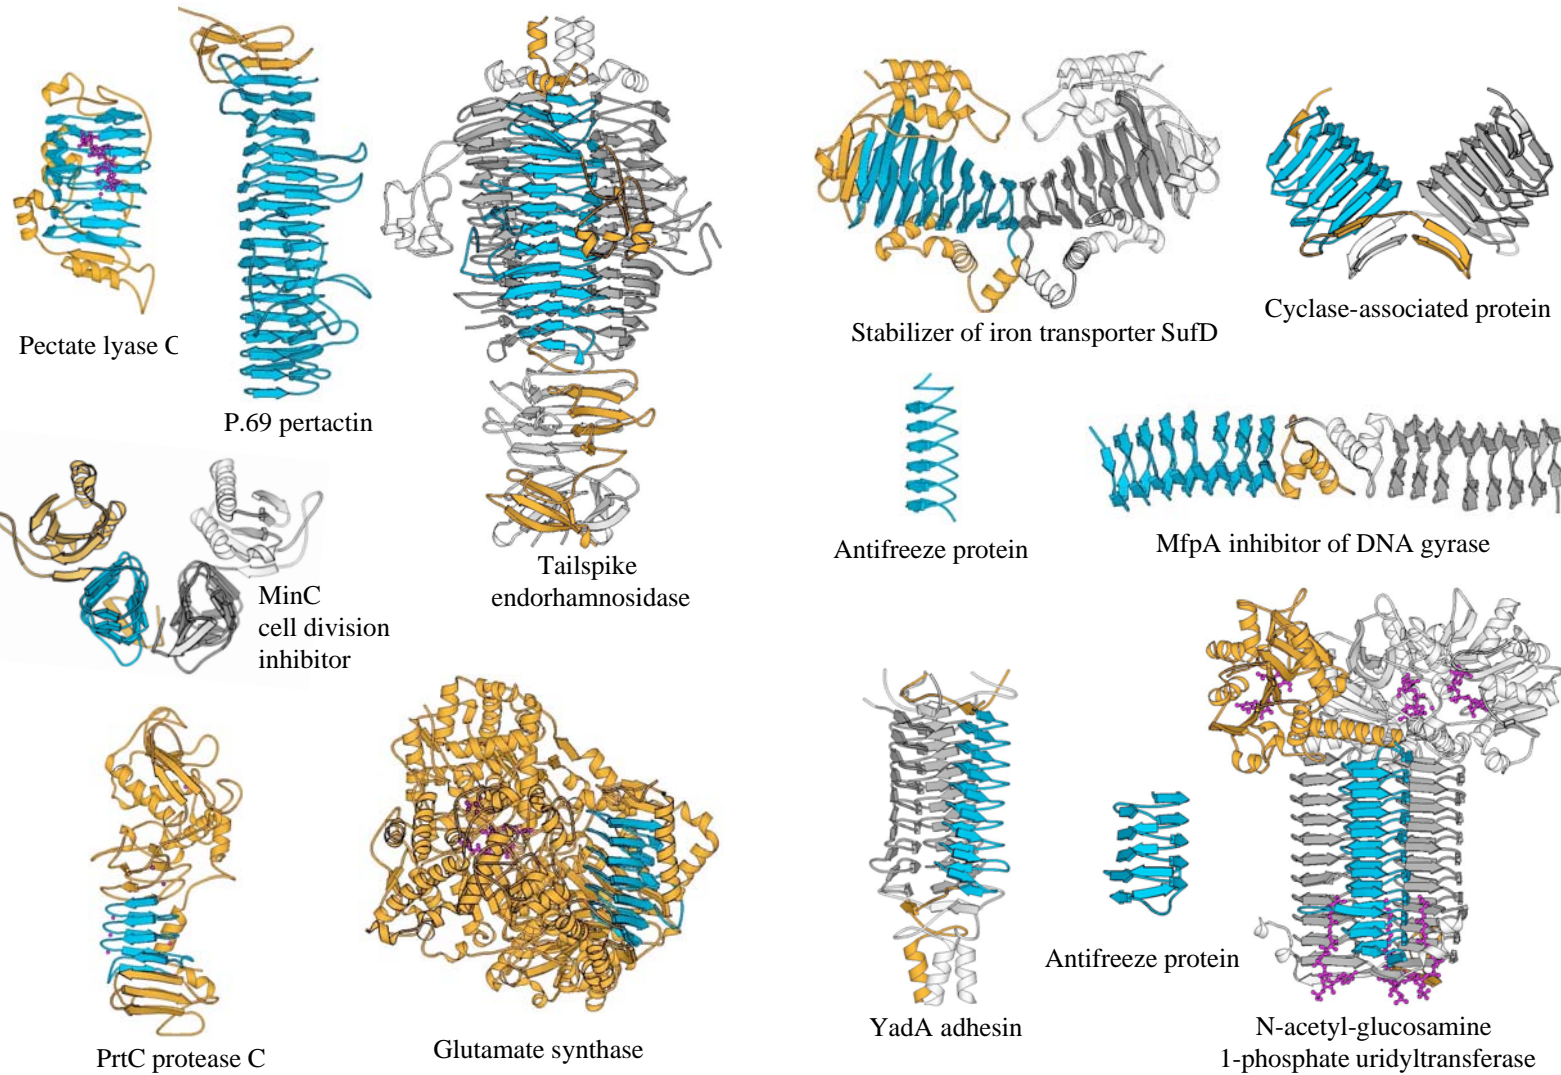 Pectate lyase C
P.69 pertactin
Tailspike
endorhamnosidase
MinC
cell division
inhibitor
PrtC protease C
Glutamate synthase
Stabilizer of iron transporter SufD
Cyclase-associated protein
Antifreeze protein
MfpA inhibitor of DNA gyrase
YadA adhesin
Antifreeze protein
N-acetyl-glucosamine
1-phosphate uridyltransferase